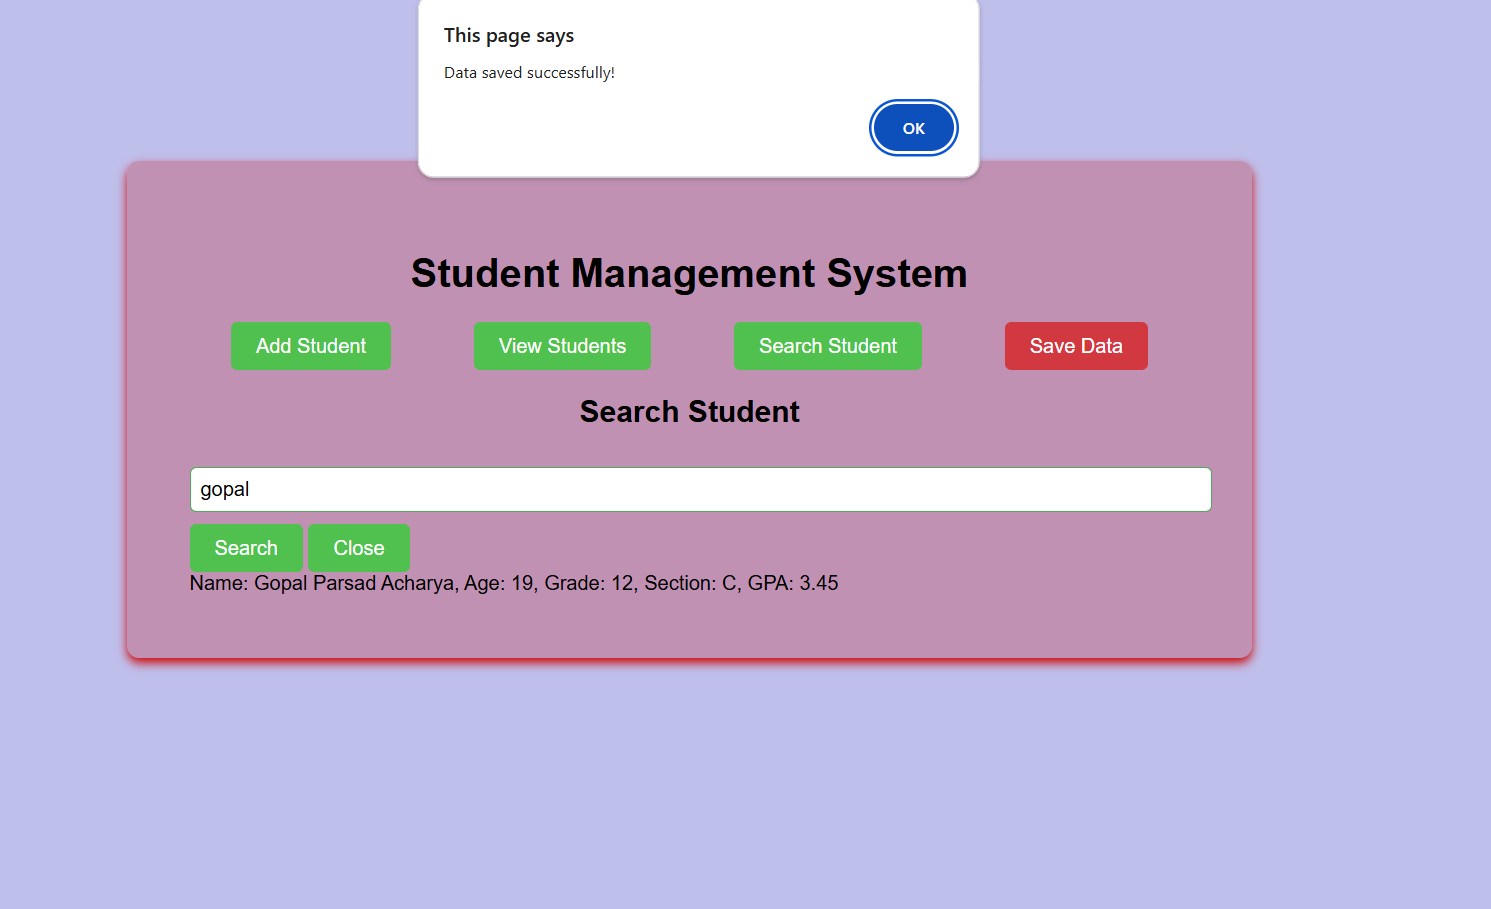 This page says
Data saved successfully!
OK
Student Management System
Add Student View Students Search Student Save Data
Search Student
gopal
Search Close
Name: Gopal Parsad Acharya, Age: 19, Grade: 12, Section: C, GPA: 3.45